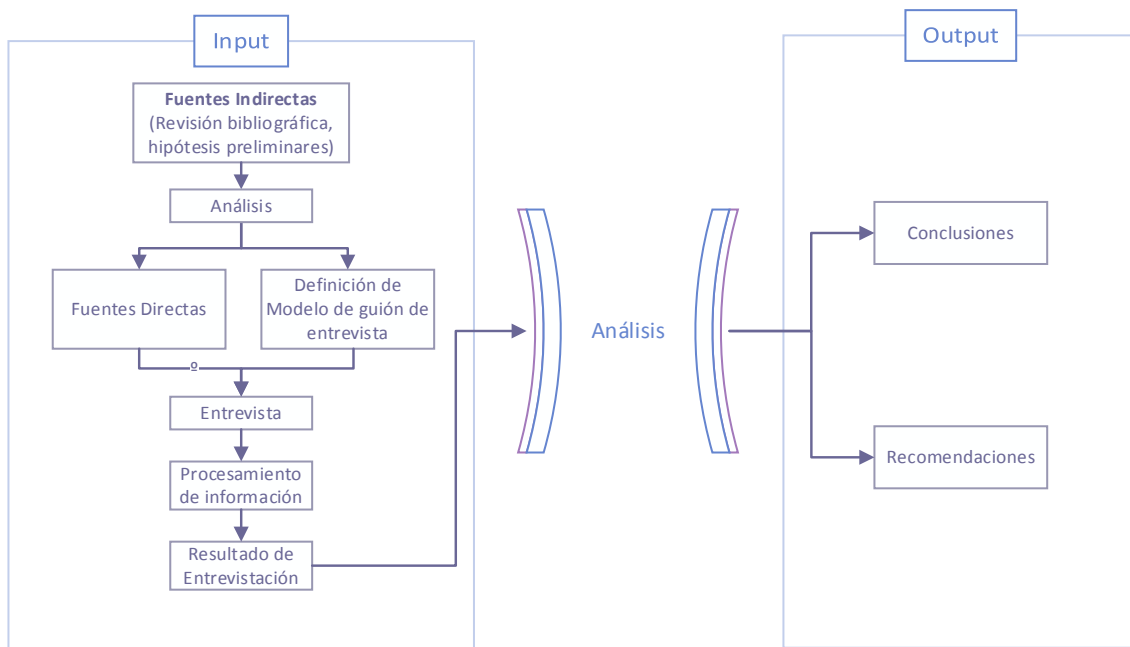 Input
Fuentes Indirectas
(Revisión bibliográfica,
hipótesis preliminares)
Análisis
Fuentes Directas
Definición de
Modelo de guión de
entrevista
º
Entrevista
Procesamiento
de información
Resultado de
Entrevistación
Análisis
Output
Conclusiones
Recomendaciones